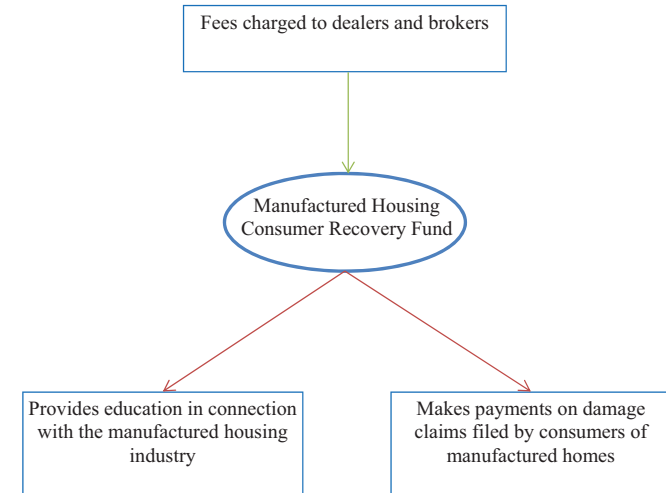 Fees charged to dealers and brokers
Manufactured Housing
Consumer Recovery Fund
Provides education in connection
with the manufactured housing
industry
Makes payments on damage
claims filed by consumers of
manufactured homes